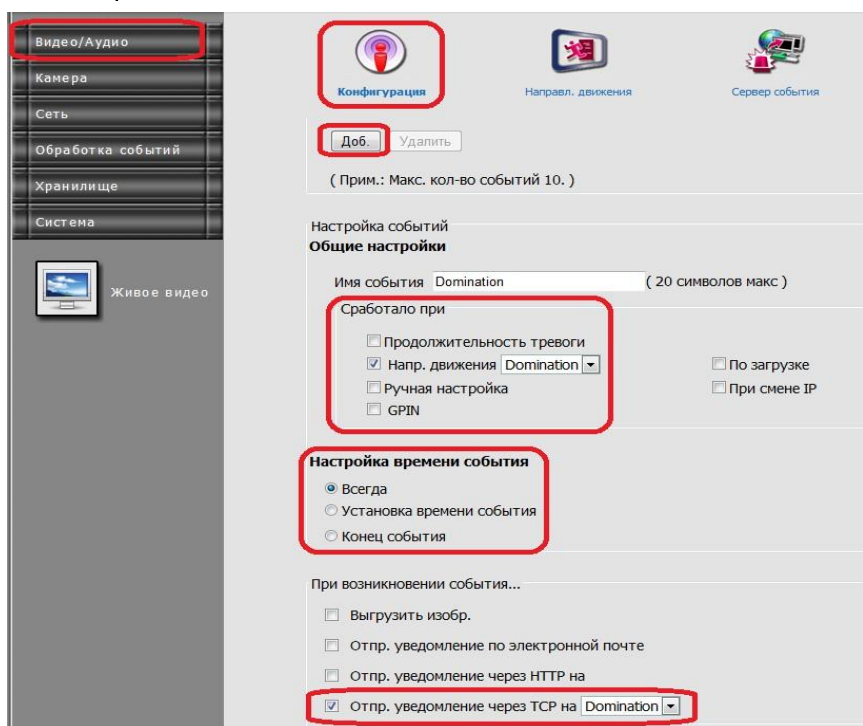 Видео/Аудио
Камера
Сеть
Обработка событий
Хранилище
Система
Живое видео
Конфигурация
Направл. движения
Сервер события
Доб.
Удалить
( Прим.: Макс. кол-во событий 10. )
Настройка событий
Общие настройки
Имя события Domination ( 20 символов макс )
Сработало при
Продолжительность тревоги
Напр. движения Domination По загрузке
Ручная настройка При смене IP
GPIN
Настройка времени события
Всегда
Установка времени события
Конец события
При возникновении события...
Выгрузить изобр.
Отпр. уведомление по электронной почте
Отпр. уведомление через HTTP на
Отпр. уведомление через TCP на Domination